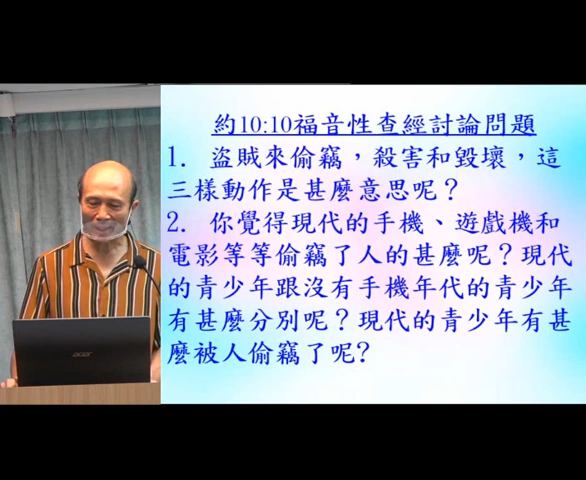 約10:10福音性查經討論問題
1. 盜賊來偷竊，殺害和毀壞，這
三樣動作是甚麼意思呢？
2. 你覺得現代的手機、遊戲機和
電影等等偷竊了人的甚麼呢？現代
的青少年跟沒有手機年代的青少年
有甚麼分別呢？現代的青少年有甚
麼被人偷竊了呢?
acer